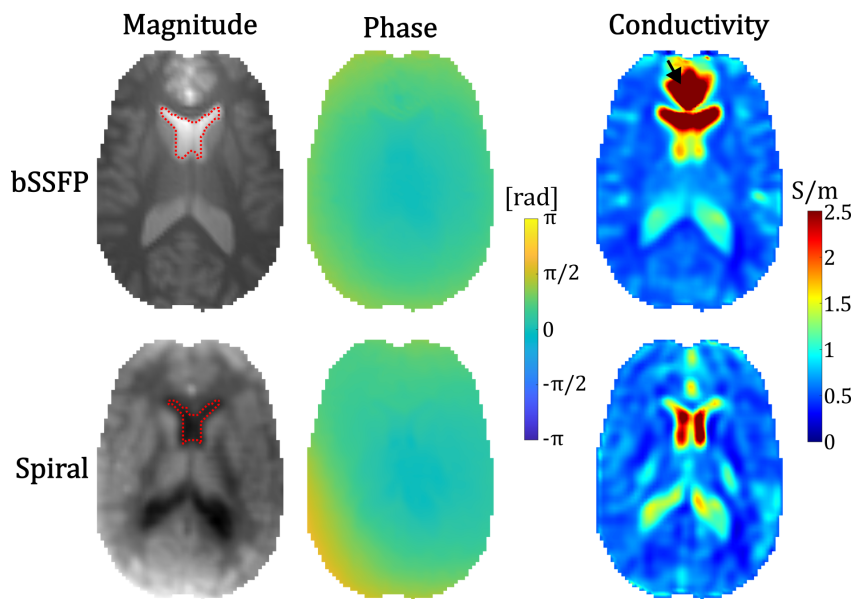 Magnitude
Phase
Conductivity
bSSFP
[rad]
π
π/2
0
-π/2
-π
S/m
2.5
2
1.5
1
0.5
0
Spiral